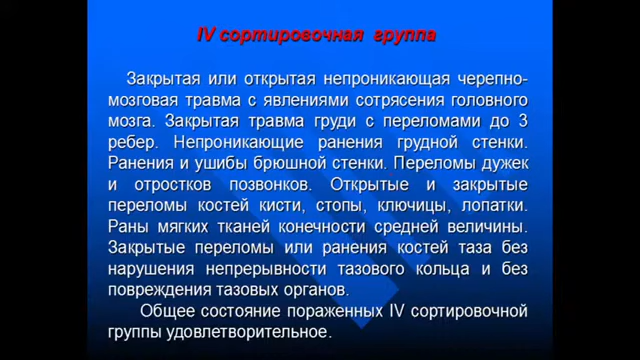 IV сортировочная группа
Закрытая или открытая непроникающая черепно-
мозговая травма с явлениями сотрясения головного
мозга. Закрытая травма груди с переломами до 3
ребер. Непроникающие ранения грудной стенки.
Ранения и ушибы брюшной стенки. Переломы дужек
и отростков позвонков. Открытые и закрытые
переломы костей кисти, стопы, ключицы, лопатки.
Раны мягких тканей конечности средней величины.
Закрытые переломы или ранения костей таза без
нарушения непрерывности тазового кольца и без
повреждения тазовых органов.
Общее состояние пораженных IV сортировочной
группы удовлетворительное.